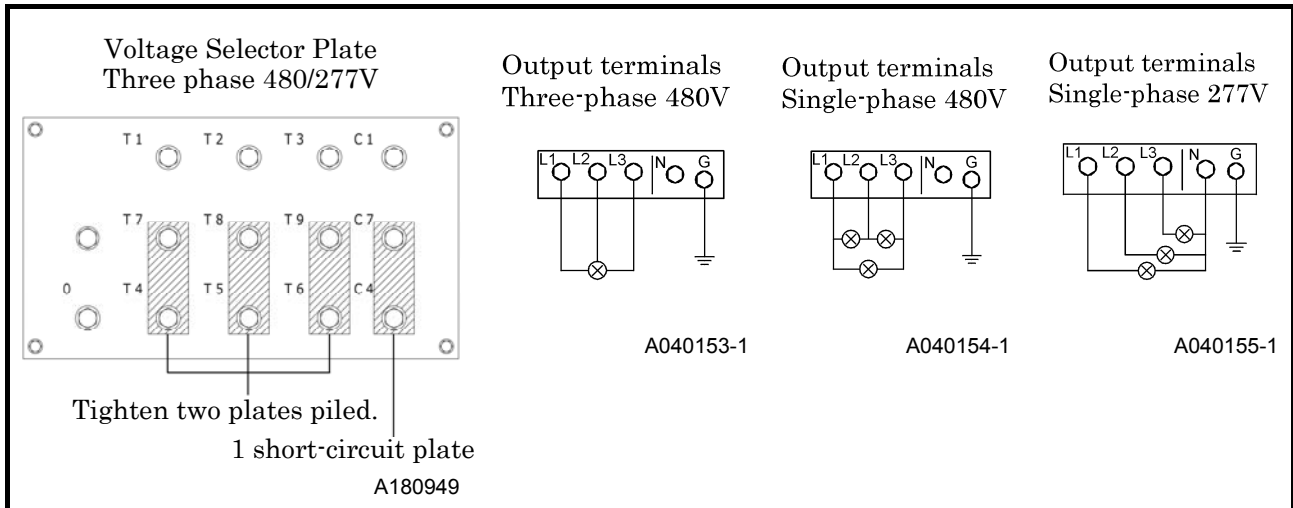 Voltage Selector Plate
Three phase 480/277V
T1 T2 T3 C1
T7 T8 T9 C7
0 T4 T5 T6 C4
Tighten two plates piled.
1 short-circuit plate
A180949
Output terminals
Three-phase 480V
L1 L2 L3 N G
A040153-1
Output terminals
Single-phase 480V
L1 L2 L3 N G
A040154-1
Output terminals
Single-phase 277V
L1 L2 L3 N G
A040155-1